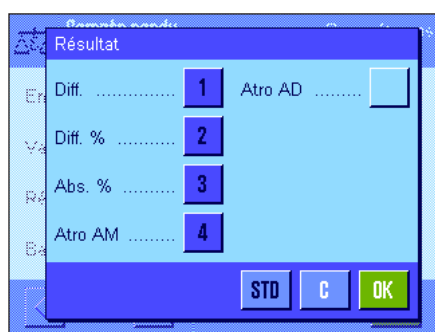 Résultat
Diff. .............. 1
Atro AD .........
Diff. % ........... 2
Abs. % .......... 3
Atro AM ......... 4
STD C OK